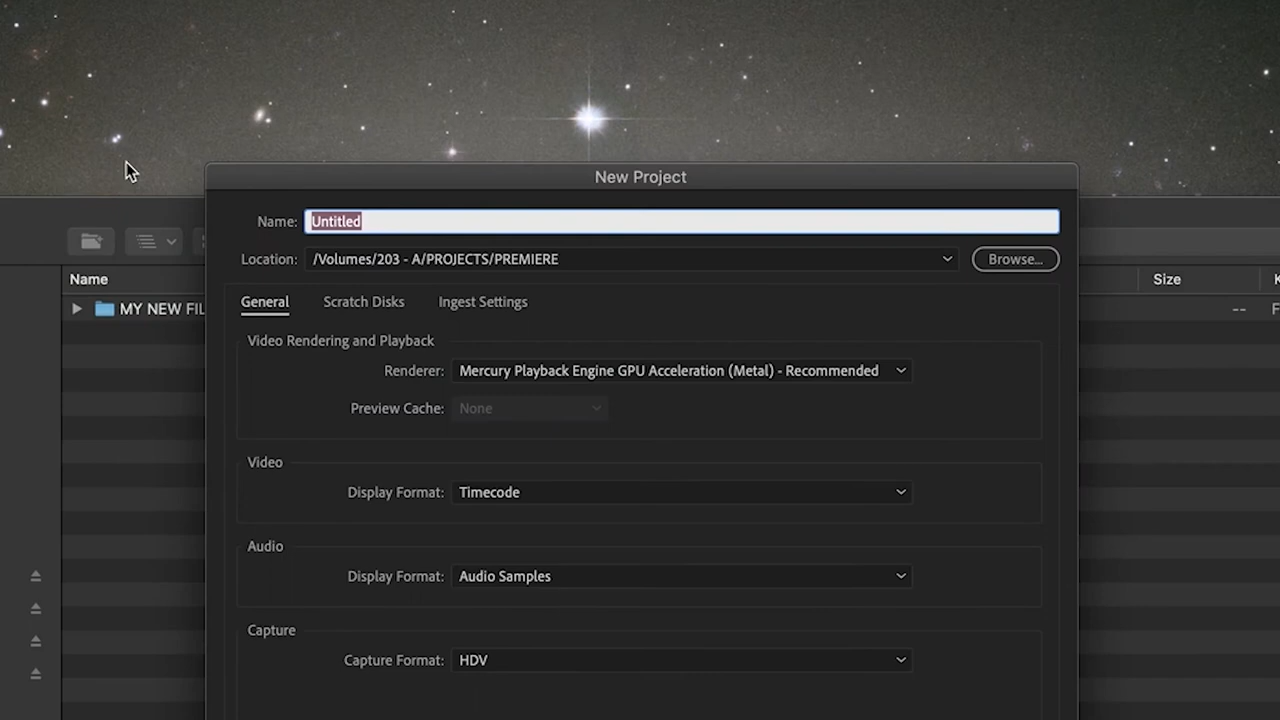 New Project
Name: Untitled
Location: /Volumes/203 - A/PROJECTS/PREMIERE Browse...
Name Size
General Scratch Disks Ingest Settings
MY NEW FIL --
Video Rendering and Playback
Renderer: Mercury Playback Engine GPU Acceleration (Metal) - Recommended
Preview Cache: None
Video
Display Format: Timecode
Audio
Display Format: Audio Samples
Capture
Capture Format: HDV